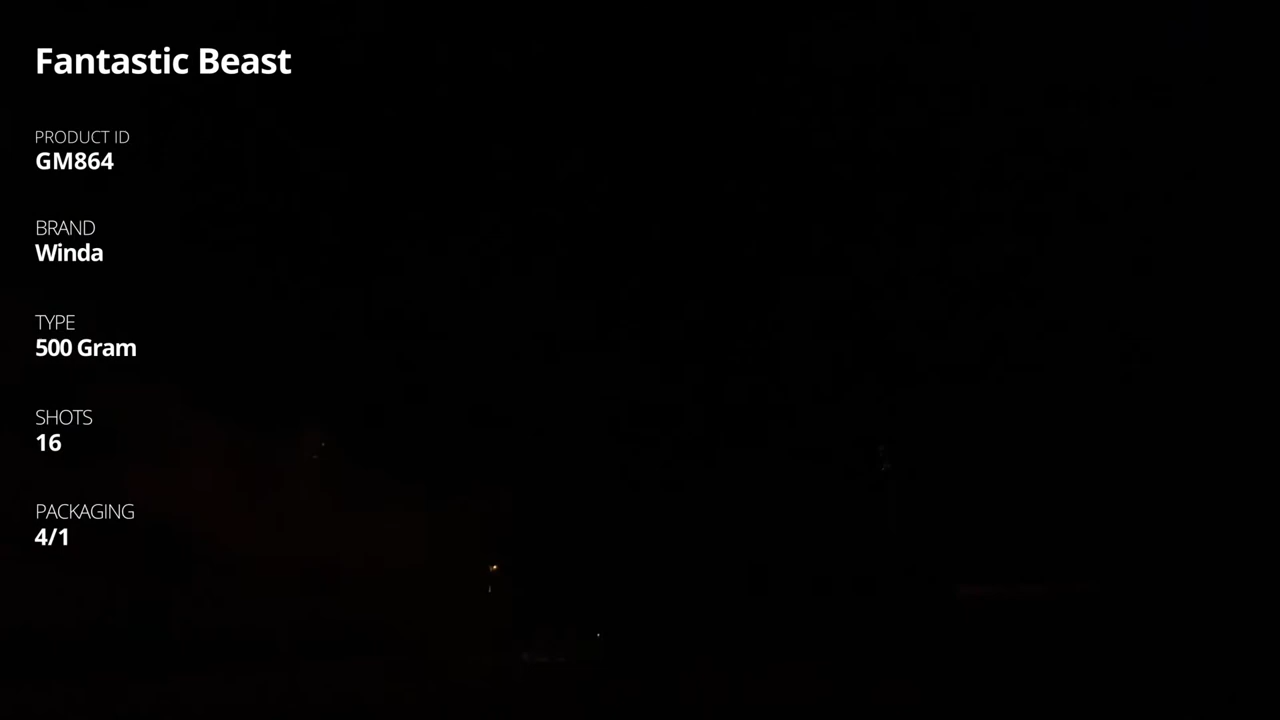 Fantastic Beast
PRODUCT ID
GM864
BRAND
Winda
TYPE
500 Gram
SHOTS
16
PACKAGING
4/1